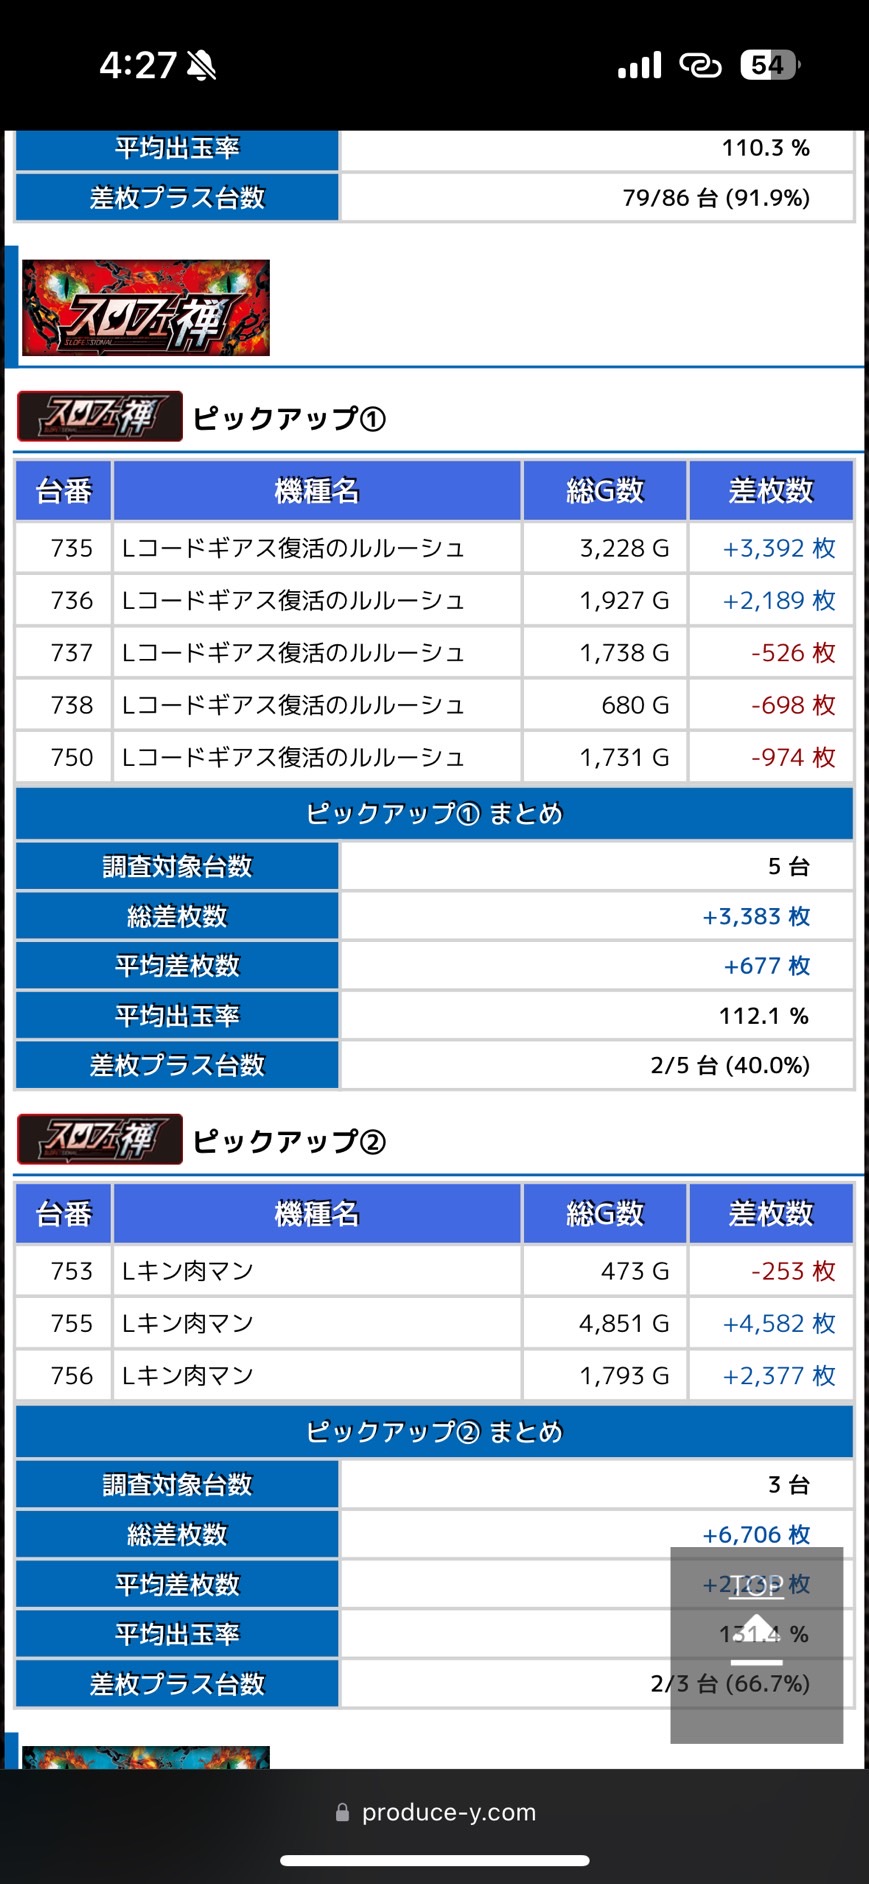 4:27
54
平均出玉率 110.3 %
差枚プラス台数 79/86 台 (91.9%)
スロフェ禅
スロフェ禅 ピックアップ①
台番 機種名 総G数 差枚数
735 Lコードギアス復活のルルーシュ 3,228 G +3,392 枚
736 Lコードギアス復活のルルーシュ 1,927 G +2,189 枚
737 Lコードギアス復活のルルーシュ 1,738 G -526 枚
738 Lコードギアス復活のルルーシュ 680 G -698 枚
750 Lコードギアス復活のルルーシュ 1,731 G -974 枚
ピックアップ① まとめ
調査対象台数 5 台
総差枚数 +3,383 枚
平均差枚数 +677 枚
平均出玉率 112.1 %
差枚プラス台数 2/5 台 (40.0%)
スロフェ禅 ピックアップ②
台番 機種名 総G数 差枚数
753 Lキン肉マン 473 G -253 枚
755 Lキン肉マン 4,851 G +4,582 枚
756 Lキン肉マン 1,793 G +2,377 枚
ピックアップ② まとめ
調査対象台数 3 台
総差枚数 +6,706 枚
平均差枚数 枚
TOP
平均出玉率 131.4 %
差枚プラス台数 2/3 台 (66.7%)
produce-y.com